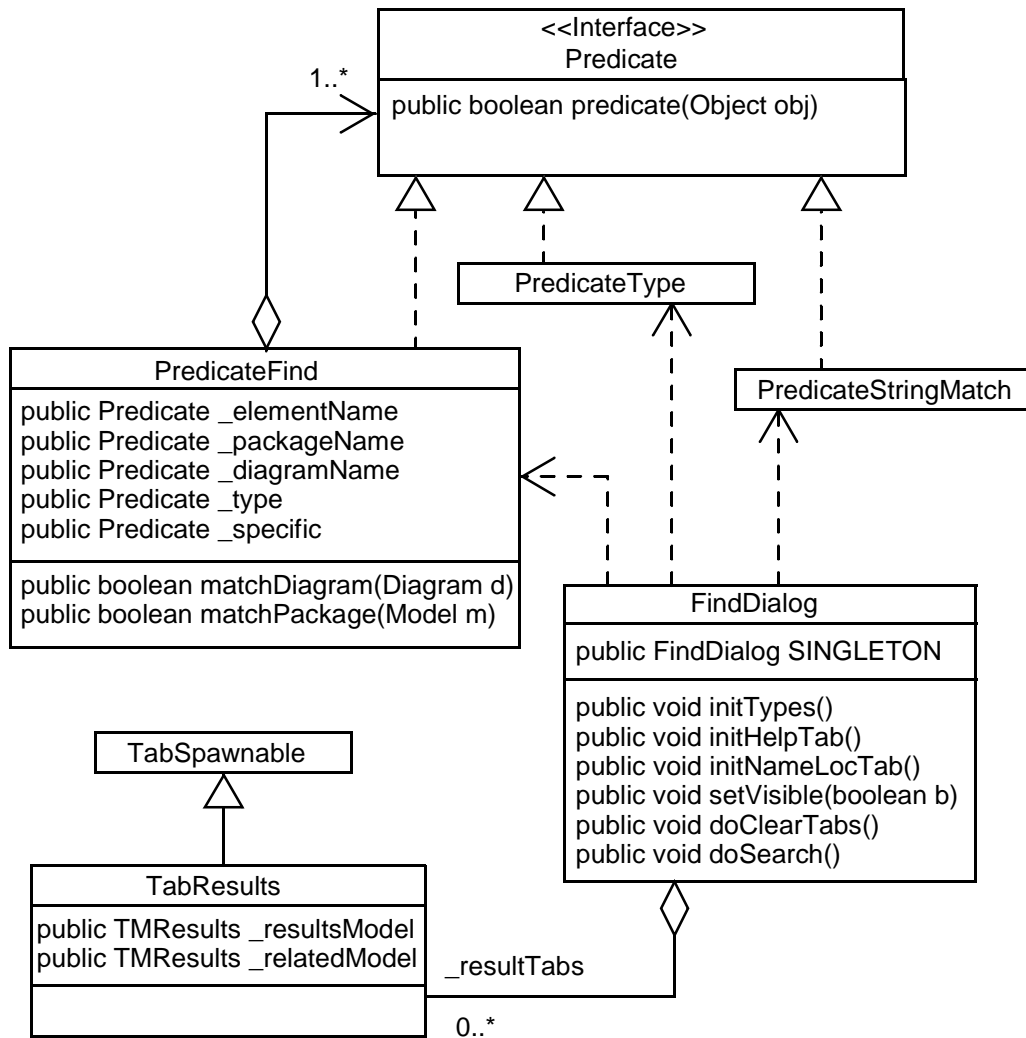 <<Interface>>
Predicate
1..*
public boolean predicate(Object obj)
PredicateType
PredicateFind
public Predicate _elementName
public Predicate _packageName
public Predicate _diagramName
public Predicate _type
public Predicate _specific
public boolean matchDiagram(Diagram d)
public boolean matchPackage(Model m)
PredicateStringMatch
FindDialog
public FindDialog SINGLETON
public void initTypes()
public void initHelpTab()
public void initNameLocTab()
public void setVisible(boolean b)
public void doClearTabs()
public void doSearch()
TabSpawnable
TabResults
public TMResults _resultsModel
public TMResults _relatedModel
_resultTabs
0..*